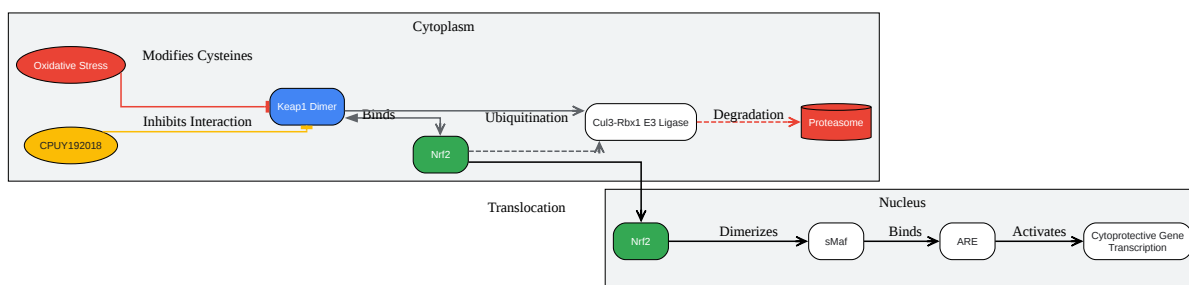 Cytoplasm
Oxidative Stress
Modifies Cysteines
Keap1 Dimer
Binds
Ubiquitination
Cul3-Rbx1 E3 Ligase
Degradation
Proteasome
Inhibits Interaction
CPUY192018
Nrf2
Translocation
Nucleus
Nrf2
Dimerizes
sMaf
Binds
ARE
Activates
Cytoprotective Gene
Transcription